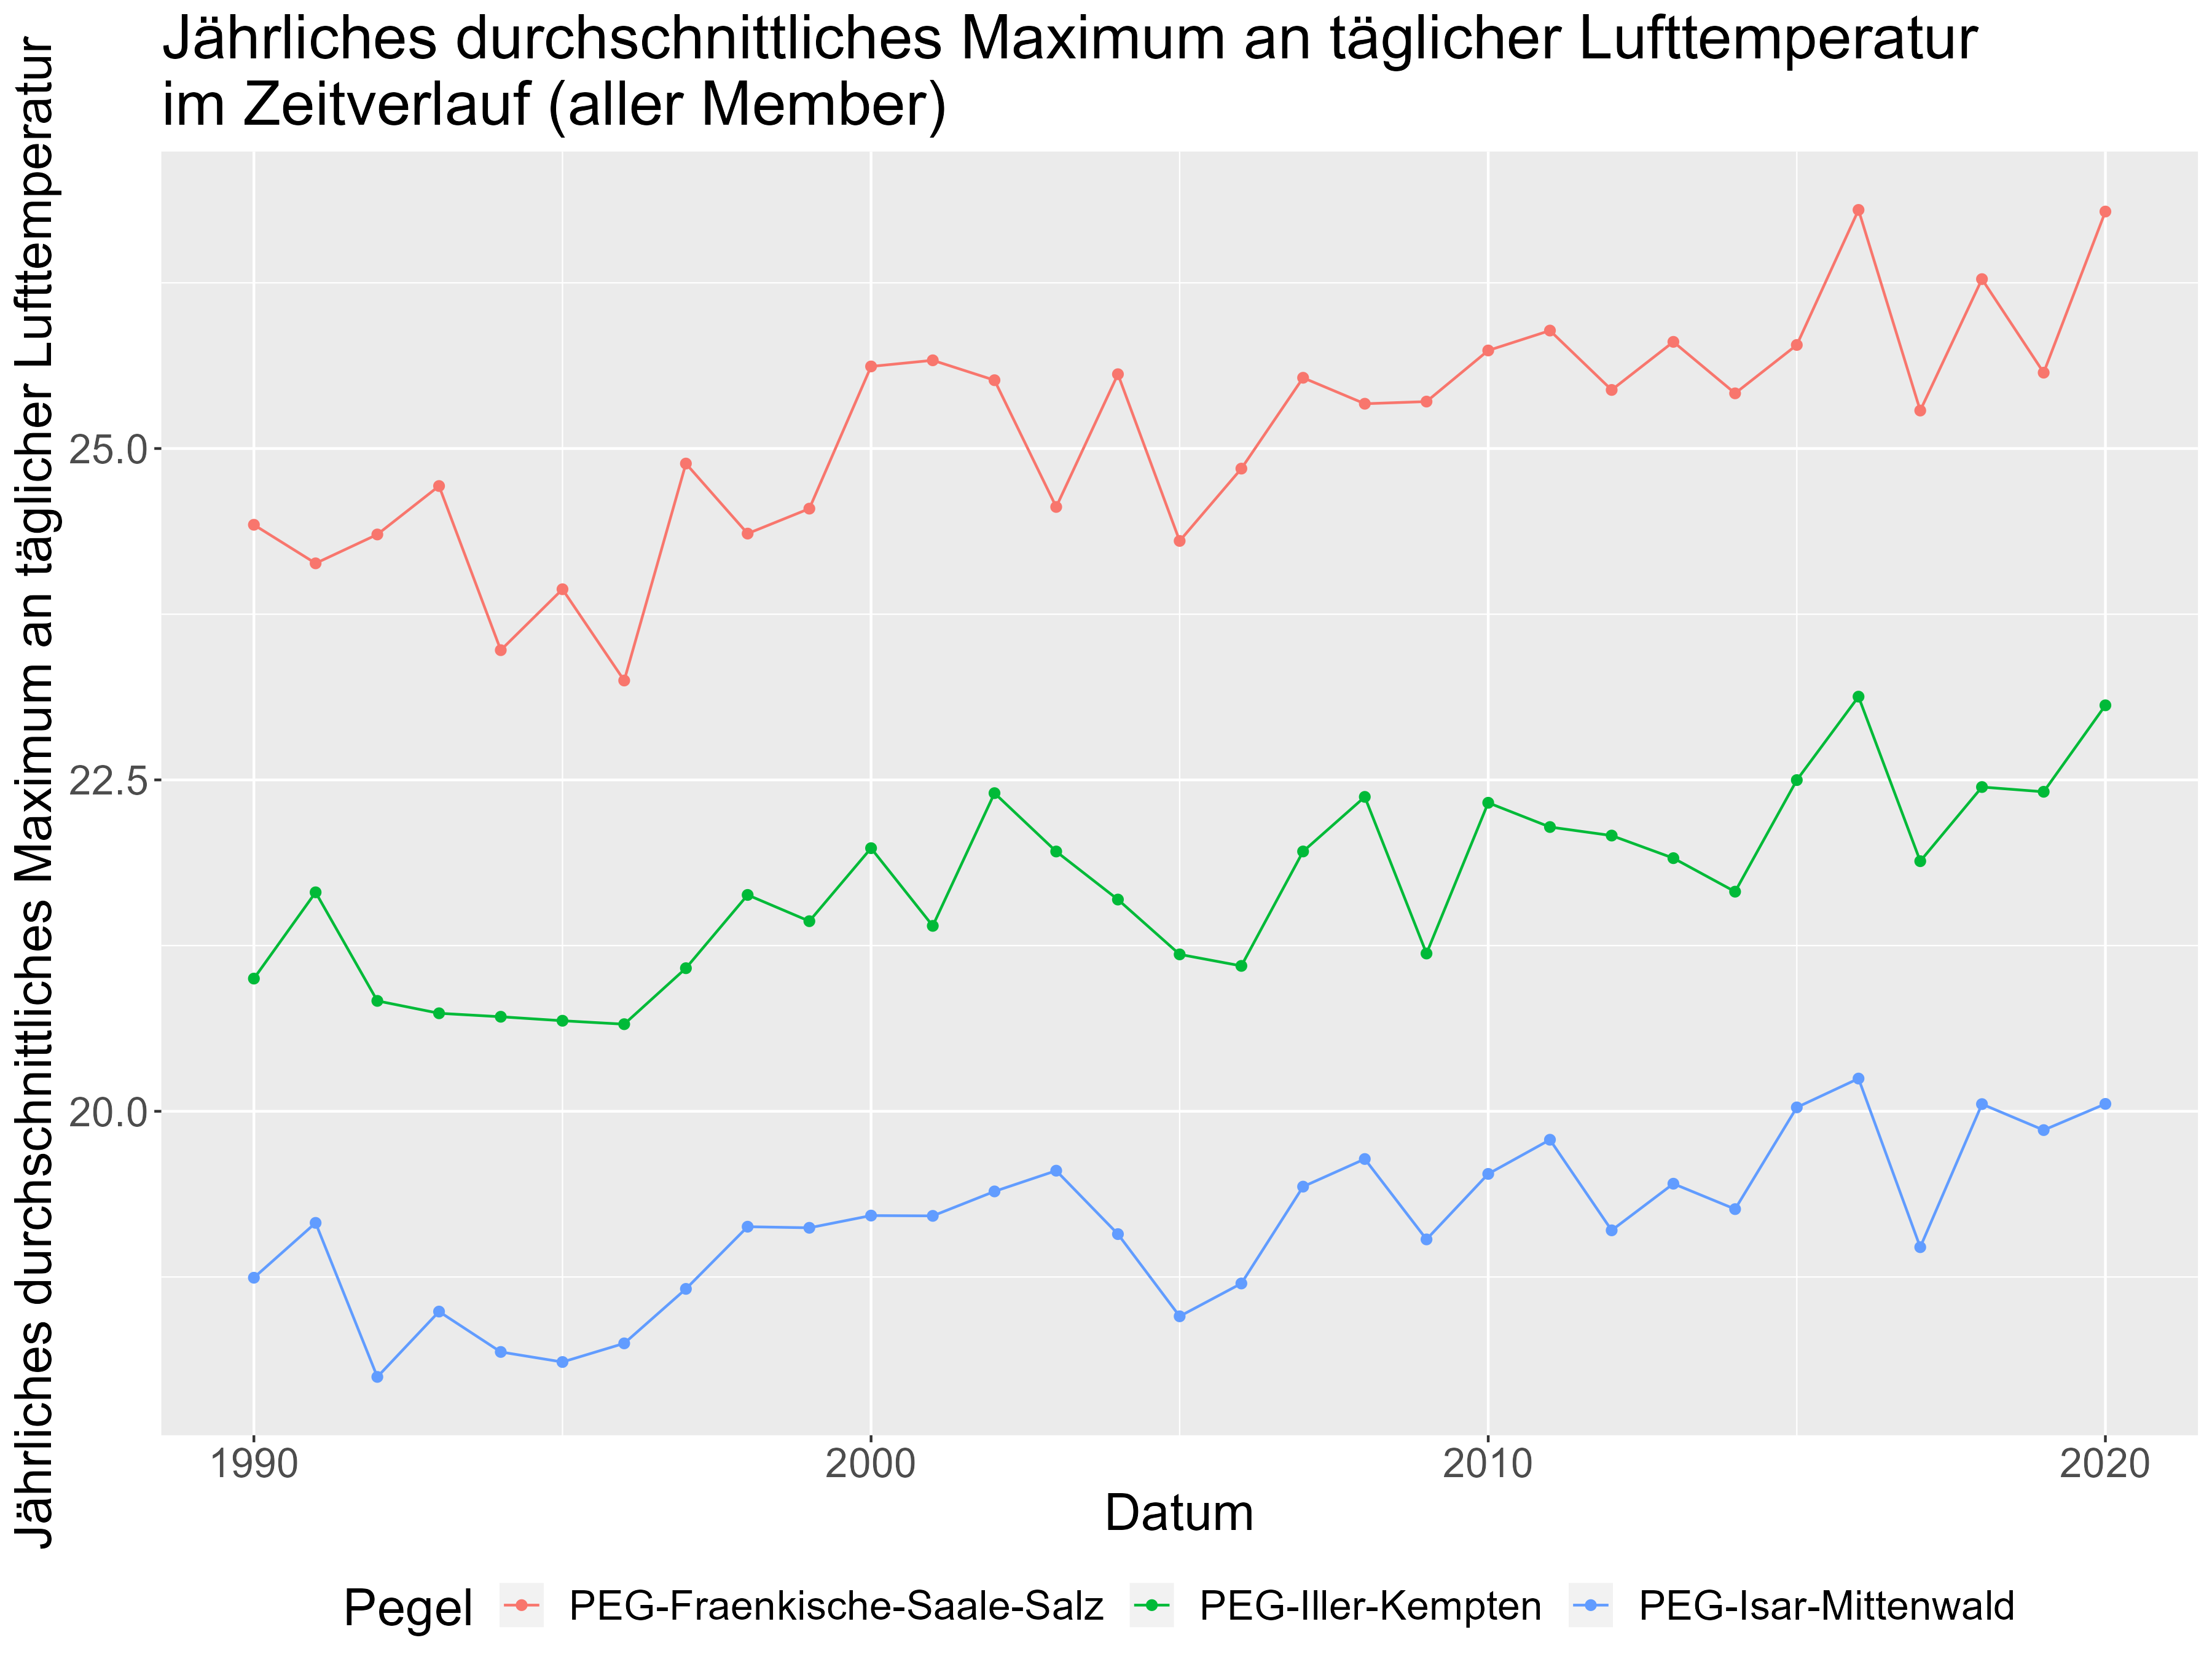 Jährliches durchschnittliches Maximum an täglicher Lufttemperatur
im Zeitverlauf (aller Member)
Jährliches durchschnittliches Maximum an täglicher Lufttemperatur
25.0
22.5
20.0
1990 2000 2010 2020
Datum
Pegel PEG-Fraenkische-Saale-Salz PEG-Iller-Kempten PEG-Isar-Mittenwald